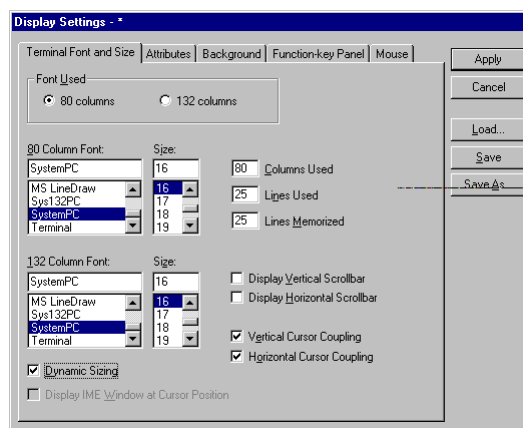 Display Settings - *
Terminal Font and Size
Attributes
Background
Function-key Panel
Mouse
Apply
Cancel
Load...
Save
Save As
Font Used
80 columns
132 columns
80 Column Font:
Size:
SystemPC
16
80 Columns Used
MS LineDraw
Sys132PC
SystemPC
Terminal
16
17
18
19
25 Lines Used
25 Lines Memorized
132 Column Font:
Size:
SystemPC
16
MS LineDraw
Sys132PC
SystemPC
Terminal
16
17
18
19
Display Vertical Scrollbar
Display Horizontal Scrollbar
Vertical Cursor Coupling
Horizontal Cursor Coupling
Dynamic Sizing
Display IME Window at Cursor Position